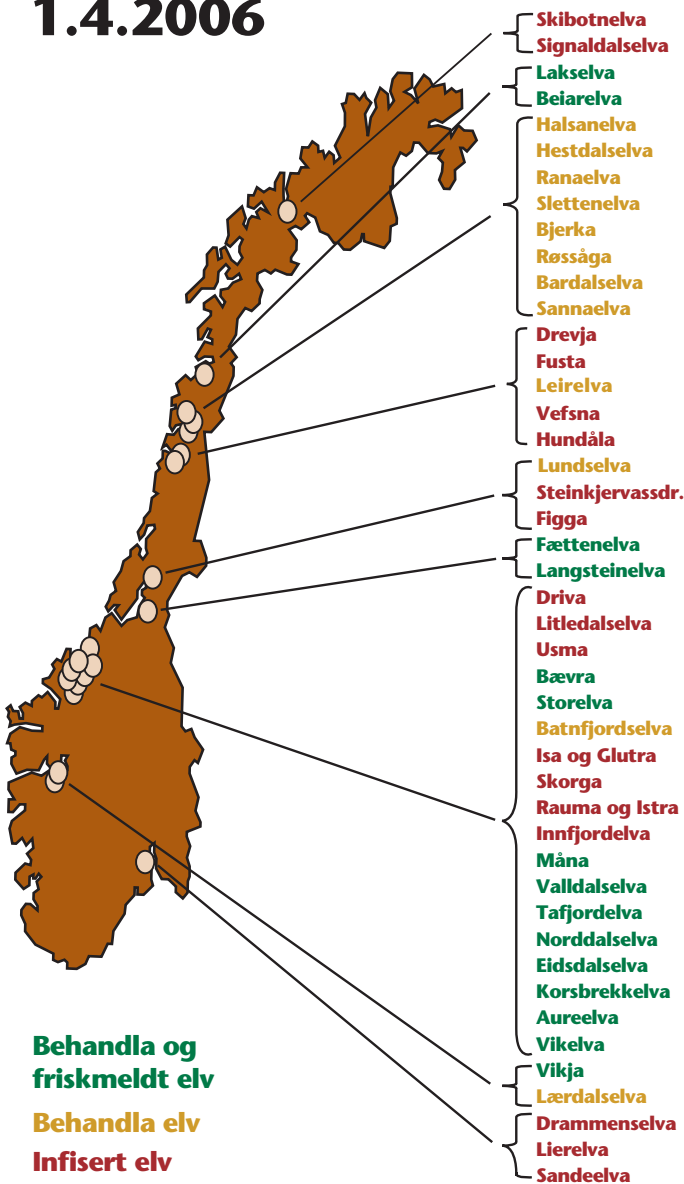 1.4.2006
Skibotnelva
Signaldalselva
Lakselva
Beiarelva
Halsanelva
Hestdalselva
Ranaelva
Slettenelva
Bjerka
Røssåga
Bardalselva
Sannaelva
Drevja
Fusta
Leirelva
Vefsna
Hundåla
Lundselva
Steinkjervassdr.
Figga
Fættenelva
Langsteinelva
Driva
Litledalselva
Usma
Bævra
Storelva
Batnfjordselva
Isa og Glutra
Skorga
Rauma og Istra
Innfjordelva
Måna
Valldalselva
Tafjordelva
Norddalselva
Eidsdalselva
Korsbrekkelva
Aureelva
Vikelva
Vikja
Lærdalselva
Drammenselva
Lierelva
Sandeelva
Behandla og
friskmeldt elv
Behandla elv
Infisert elv